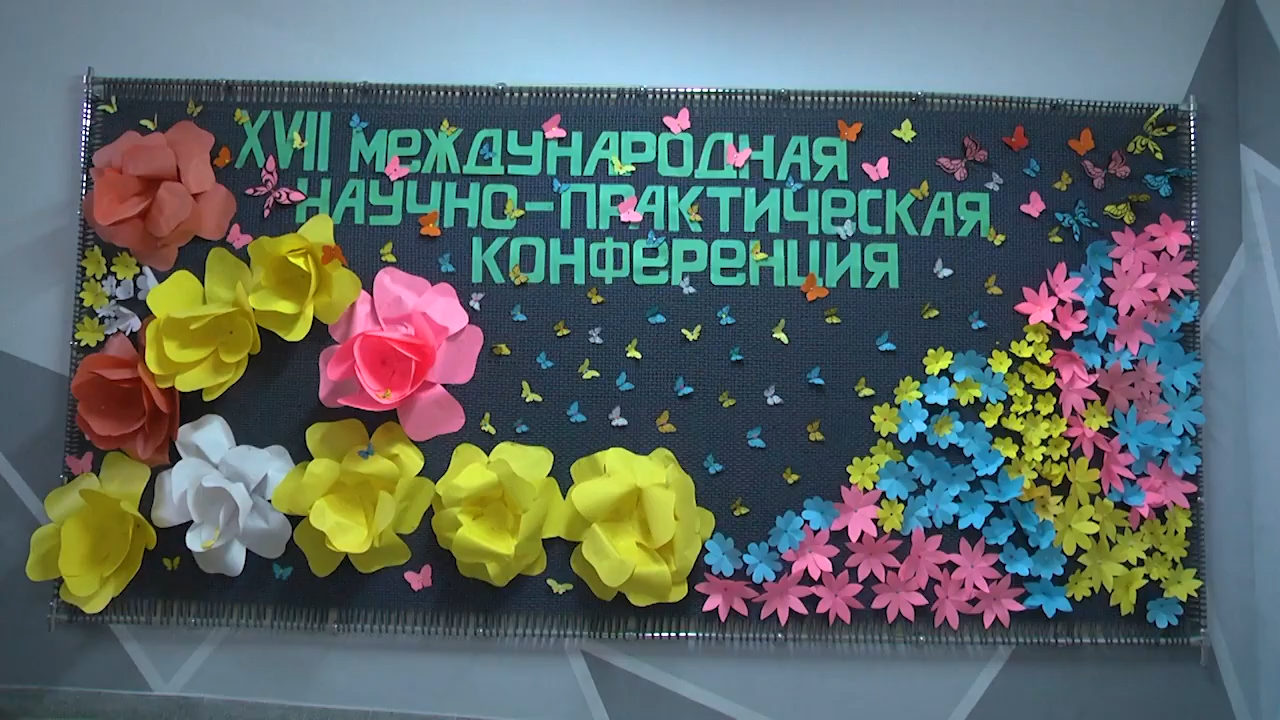 XVII международная
научно-практическая
конференция